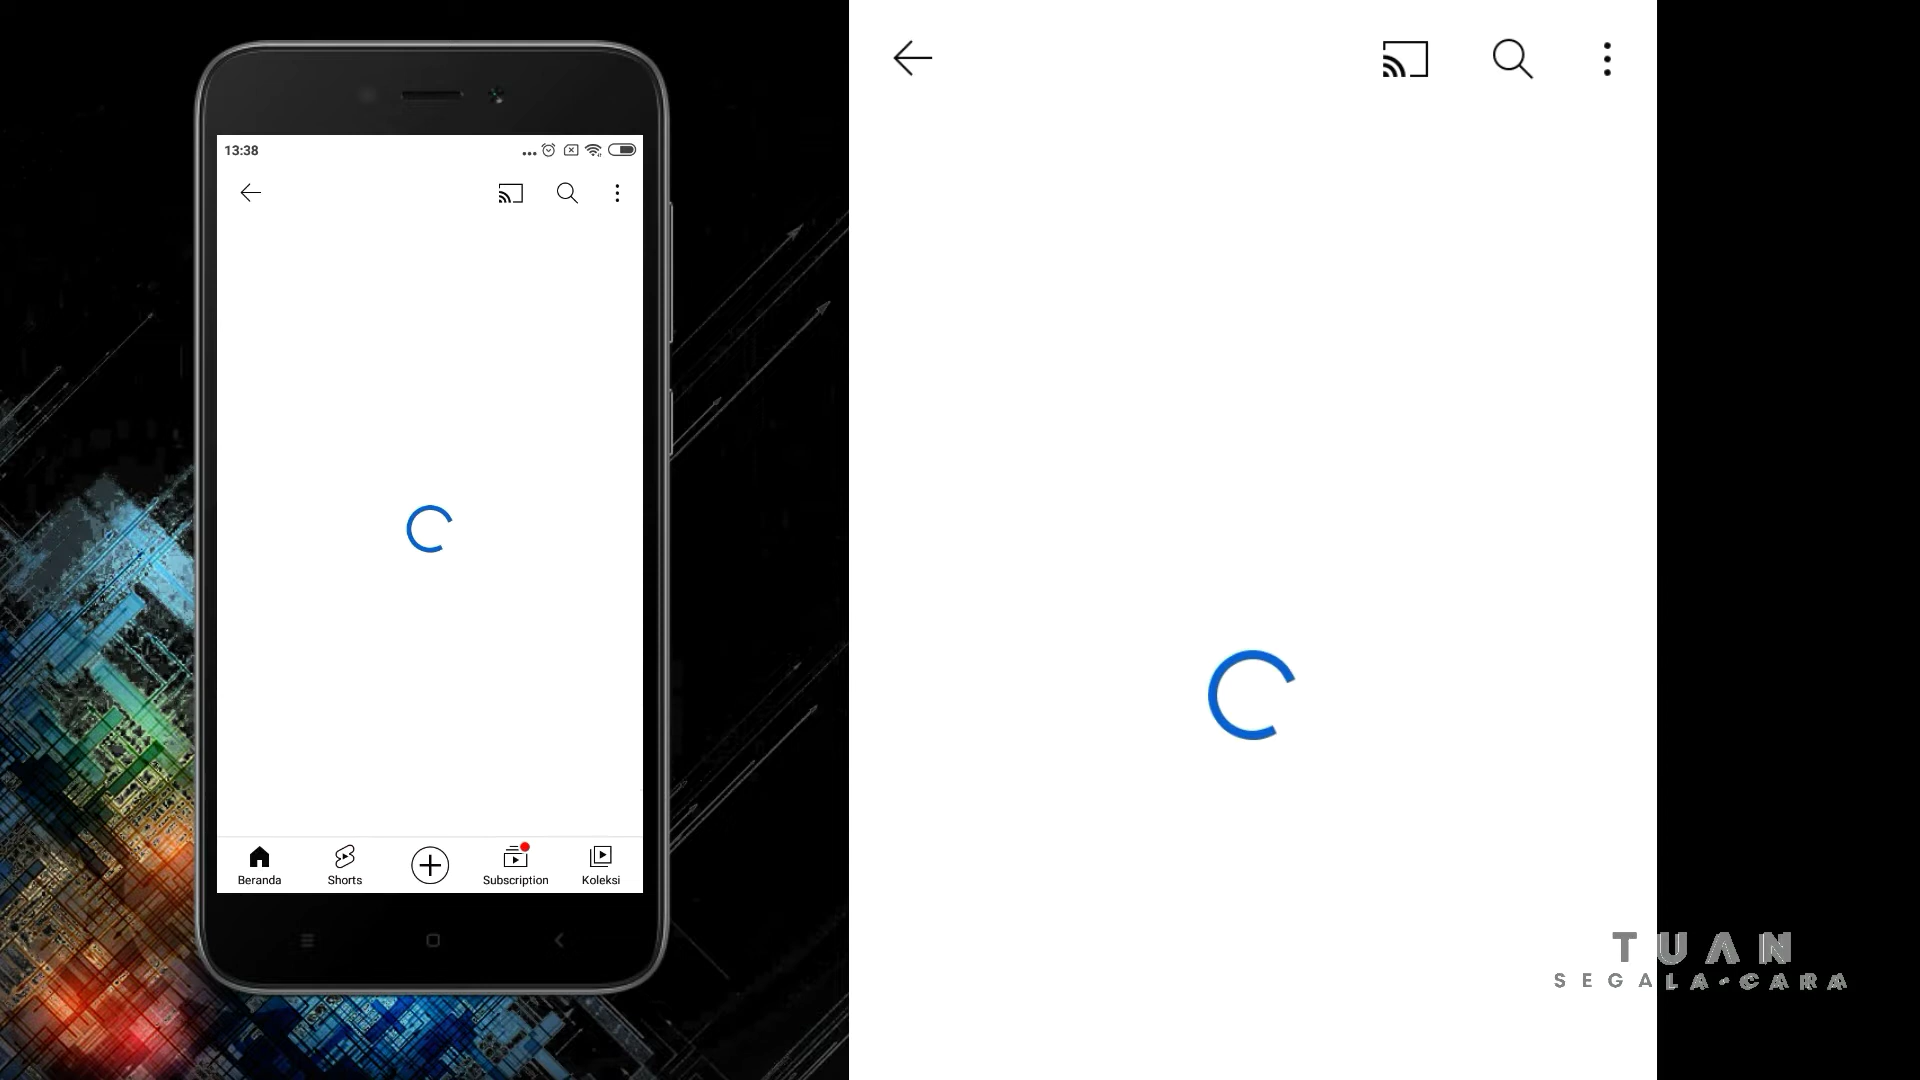 13:38
Beranda
Shorts
Subscription
Koleksi
TUAN
SEGALA CARA